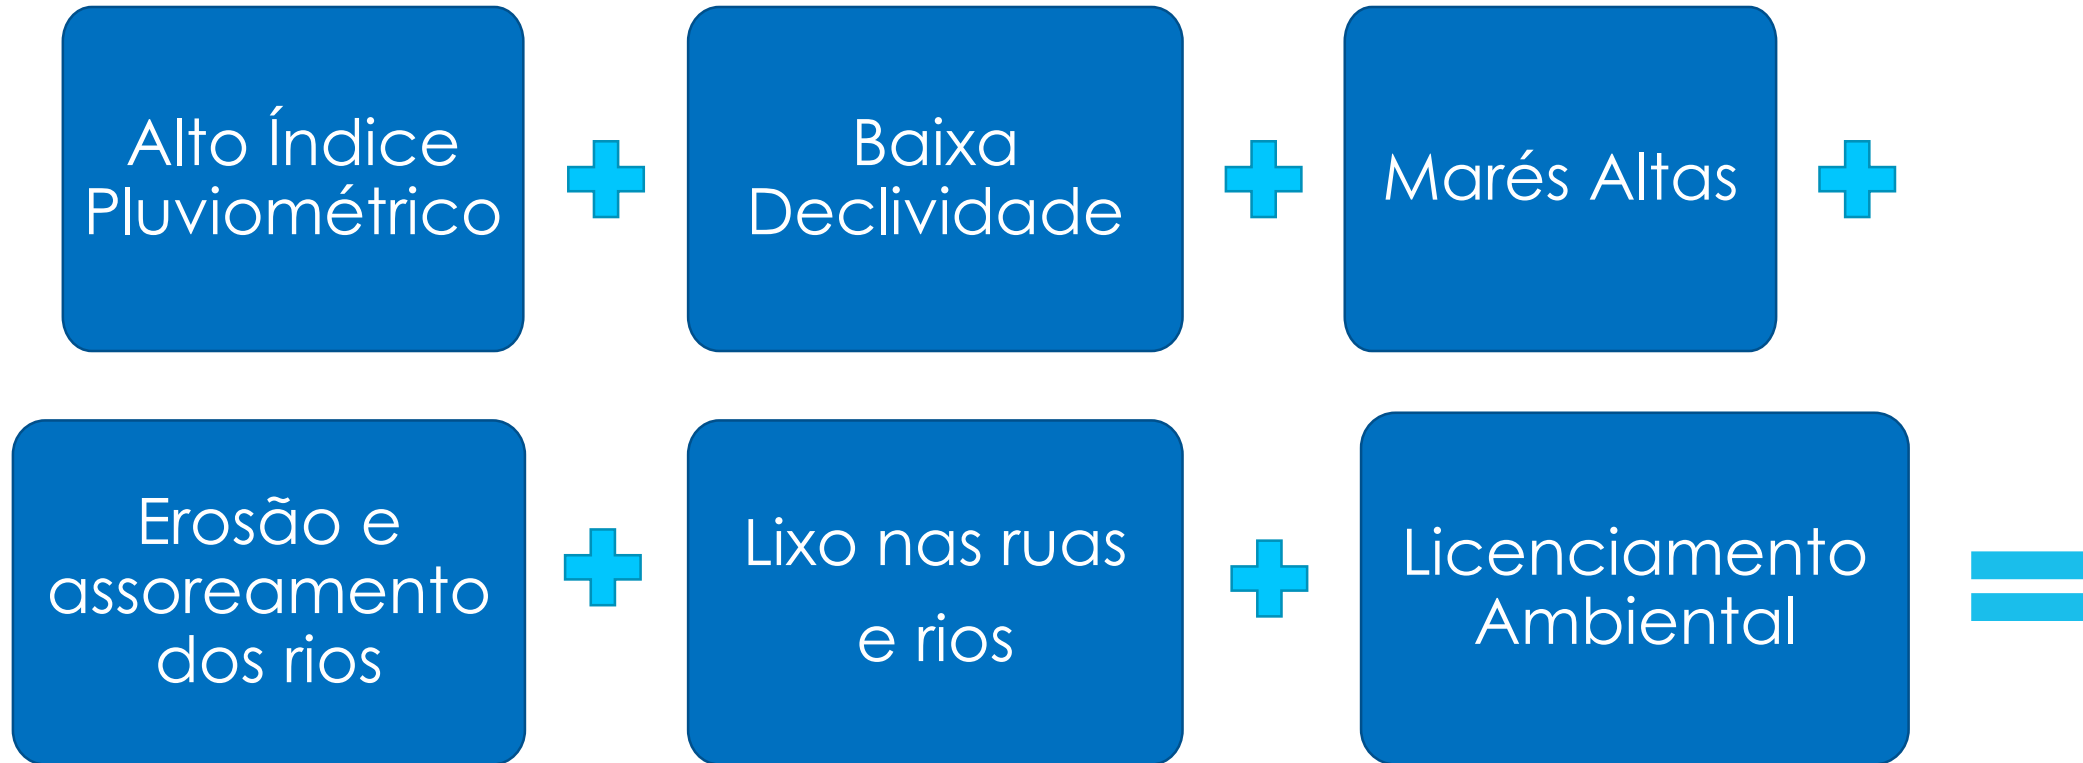 Alto Índice
Pluviométrico
Baixa
Declividade
Marés Altas
Erosão e
assoreamento
dos rios
Lixo nas ruas
e rios
Licenciamento
Ambiental